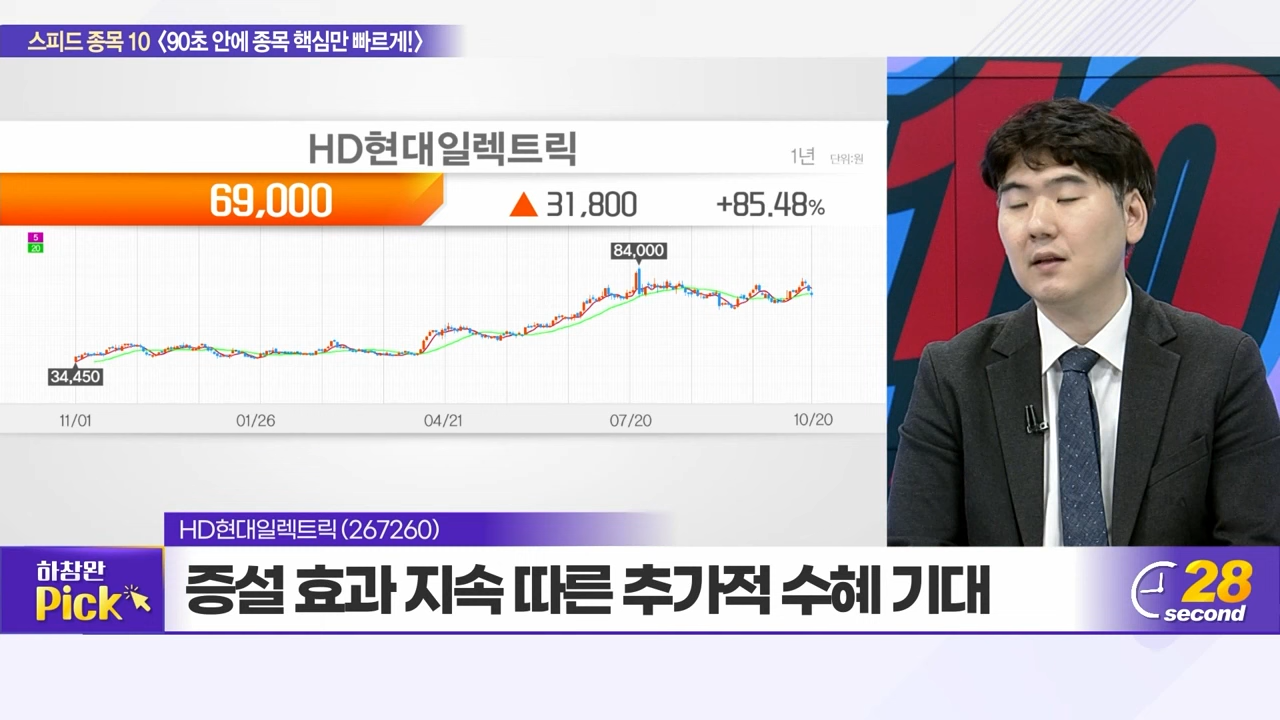 스피드 종목 10 〈90초 안에 종목 핵심만 빠르게!〉
HD현대일렉트릭
1년 단위:원
69,000 ▲ 31,800 +85.48%
5
20
84,000
34,450
11/01 01/26 04/21 07/20 10/20
10
HD현대일렉트릭(267260)
하창완
Pick
증설 효과 지속 따른 추가적 수혜 기대
28
second